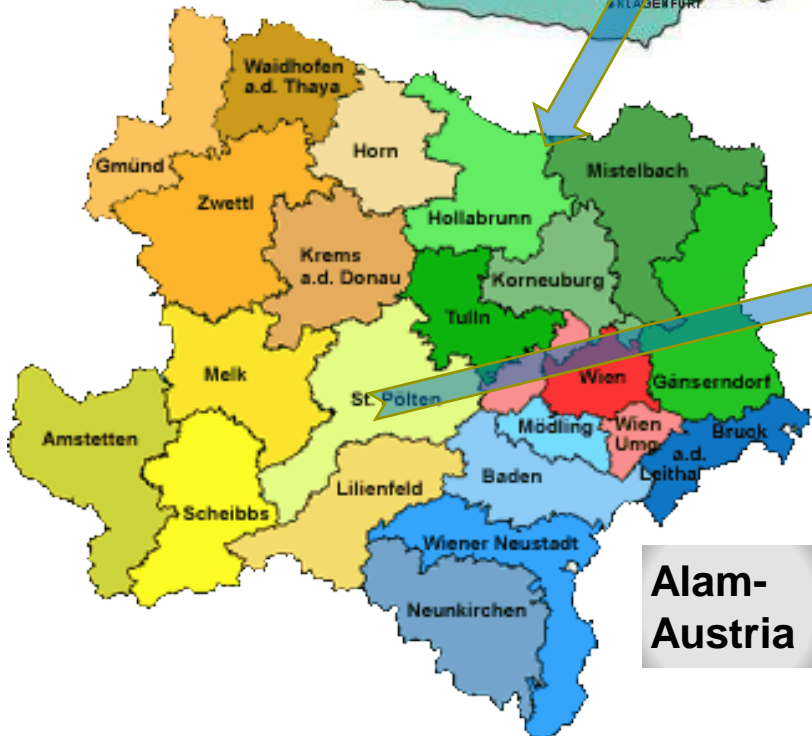 KLAGENFURT
Waidhofen
a.d. Thaya
Horn
Gmünd
Mistelbach
Zwettl
Hollabrunn
Krems
a.d. Donau
Korneuburg
Tulln
Melk
Wien
Gänserndorf
St. Pölten
Amstetten
Mödling
Wien
Umg.
Bruck
a.d.
Leitha
Baden
Lilienfeld
Scheibbs
Wiener Neustadt
Neunkirchen
Alam-
Austria